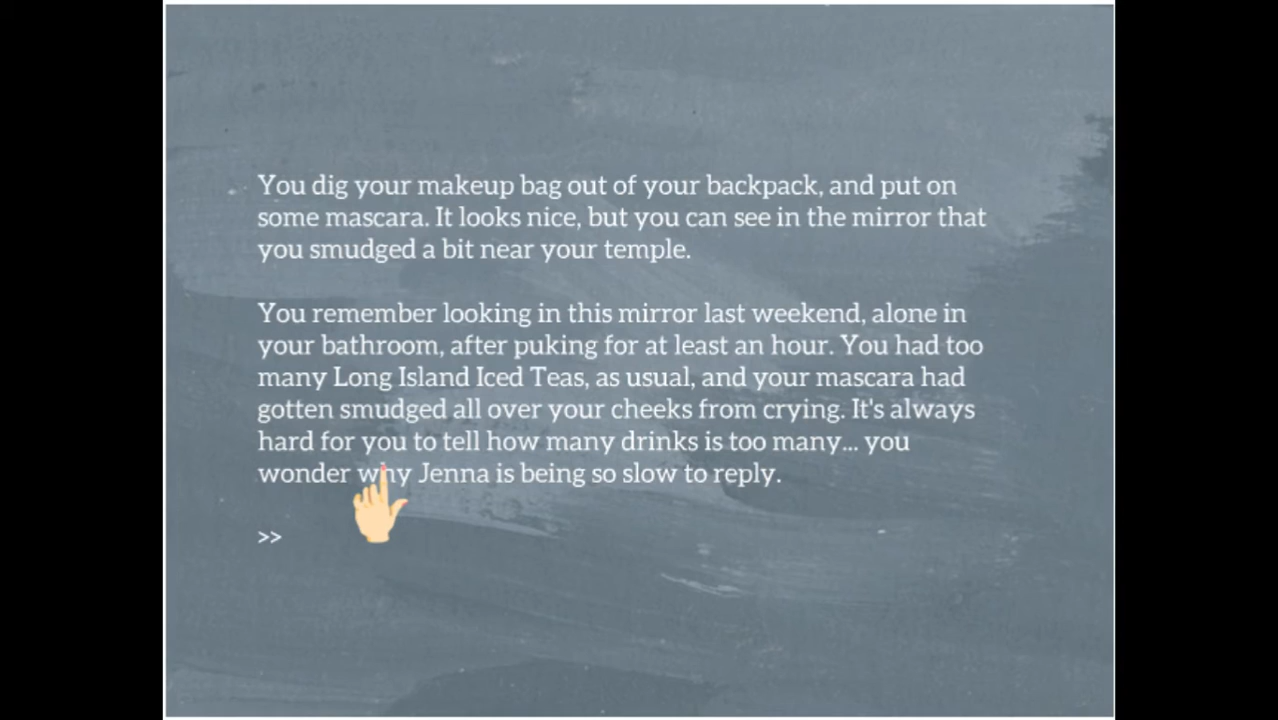 You dig your makeup bag out of your backpack, and put on
some mascara. It looks nice, but you can see in the mirror that
you smudged a bit near your temple.
You remember looking in this mirror last weekend, alone in
your bathroom, after puking for at least an hour. You had too
many Long Island Iced Teas, as usual, and your mascara had
gotten smudged all over your cheeks from crying. It's always
hard for you to tell how many drinks is too many... you
wonder why Jenna is being so slow to reply.
>>